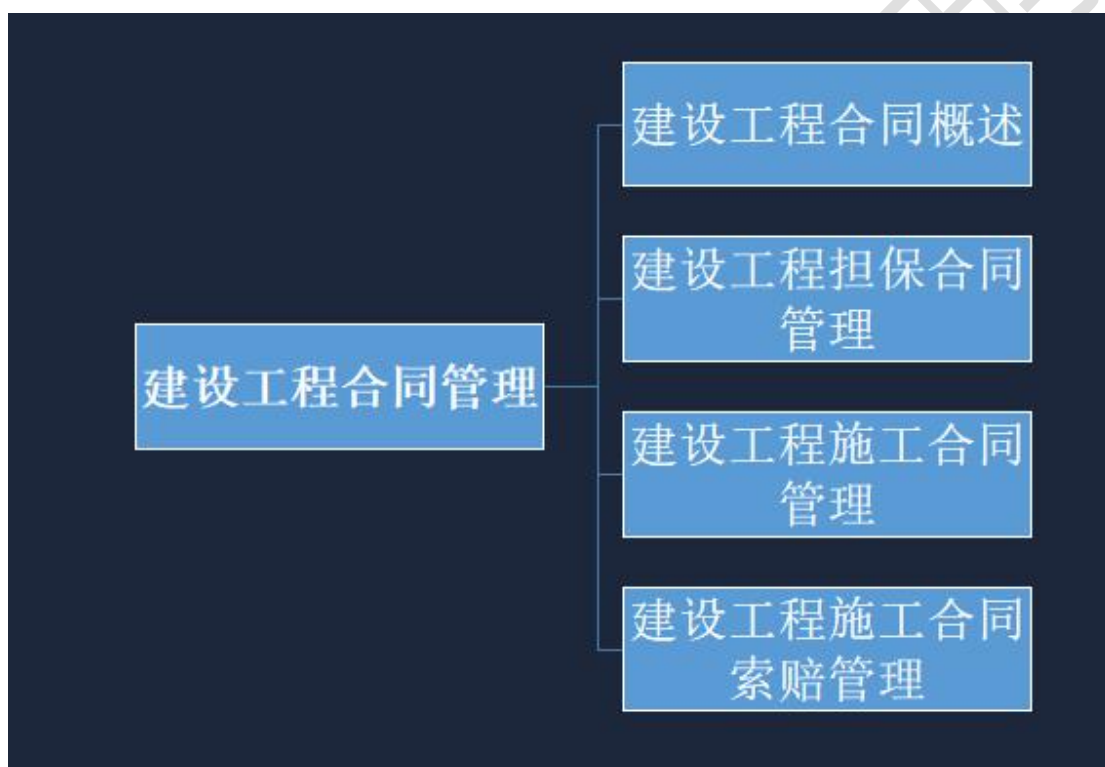 建设工程合同管理
建设工程合同概述
建设工程担保合同
管理
建设工程施工合同
管理
建设工程施工合同
索赔管理